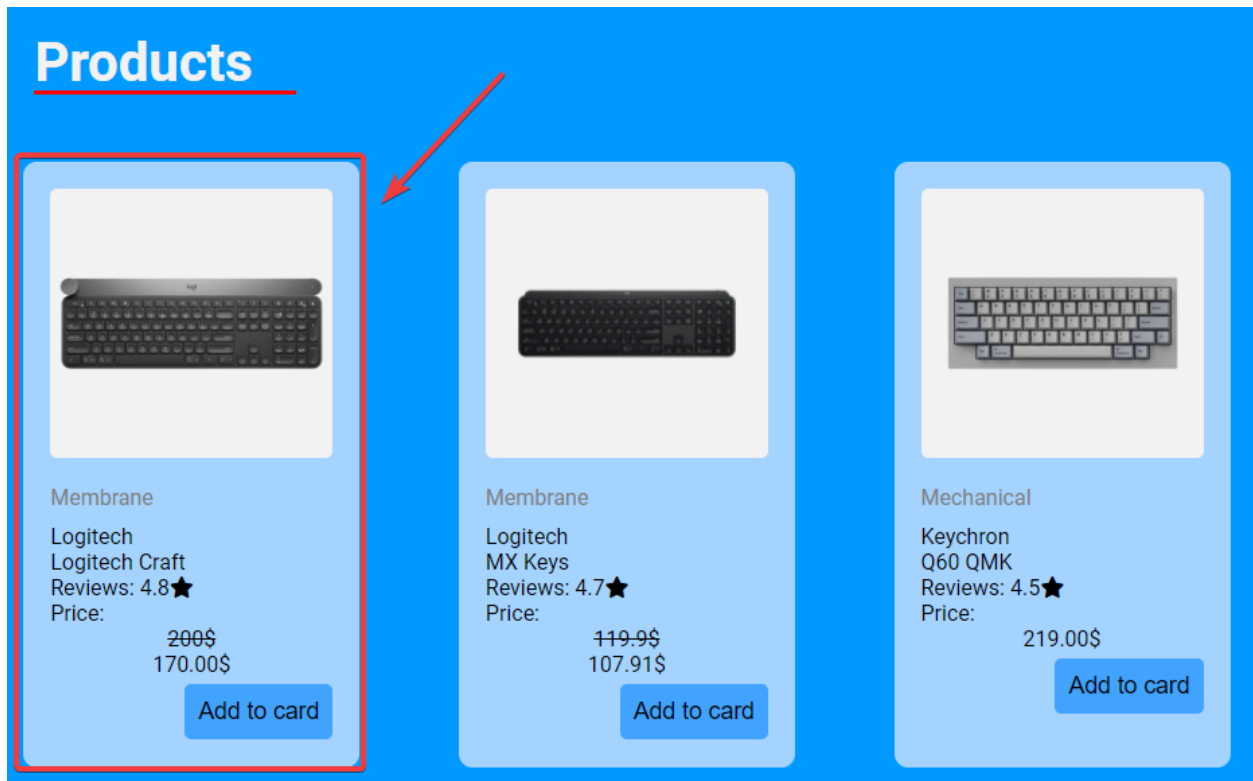 Products
Membrane
Logitech
Logitech Craft
Reviews: 4.8★
Price:
200$
170.00$
Add to card
Membrane
Logitech
MX Keys
Reviews: 4.7★
Price:
119.9$
107.91$
Add to card
Mechanical
Keychron
Q60 QMK
Reviews: 4.5★
Price:
219.00$
Add to card